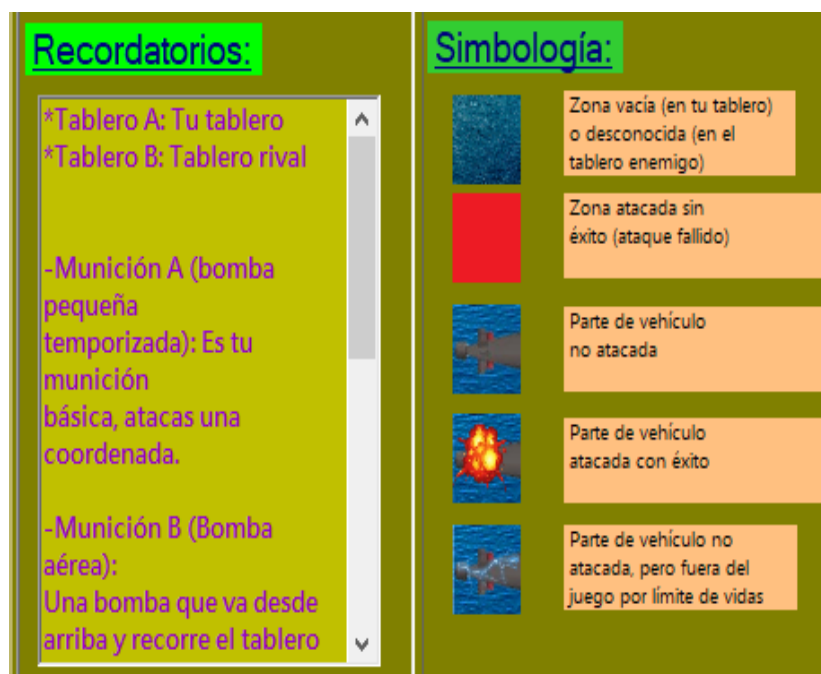 Recordatorios:
*Tablero A: Tu tablero
*Tablero B: Tablero rival
-Munición A (bomba
pequeña
temporizada): Es tu
munición
básica, atacas una
coordenada.
-Munición B (Bomba
aérea):
Una bomba que va desde
arriba y recorre el tablero
Simbología:
Zona vacía (en tu tablero)
o desconocida (en el
tablero enemigo)
Zona atacada sin
éxito (ataque fallido)
Parte de vehículo
no atacada
Parte de vehículo
atacada con éxito
Parte de vehículo no
atacada, pero fuera del
juego por límite de vidas